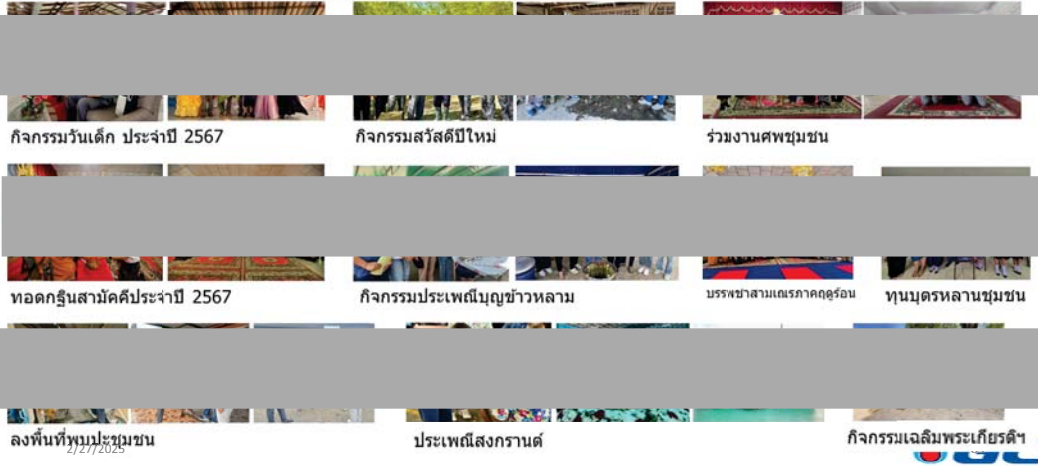 กิจกรรมวันเด็ก ประจำปี 2567
กิจกรรมสวัสดีปีใหม่
ร่วมงานศพชุมชน
ทอดกฐินสามัคคีประจำปี 2567
กิจกรรมประเพณีบุญข้าวหลาม
บรรพชาสามเณรภาคฤดูร้อน
ทุนบุตรหลานชุมชน
ลงพื้นที่พบปะชุมชน
ประเพณีสงกรานต์
กิจกรรมเฉลิมพระเกียรติฯ
2/27/2025